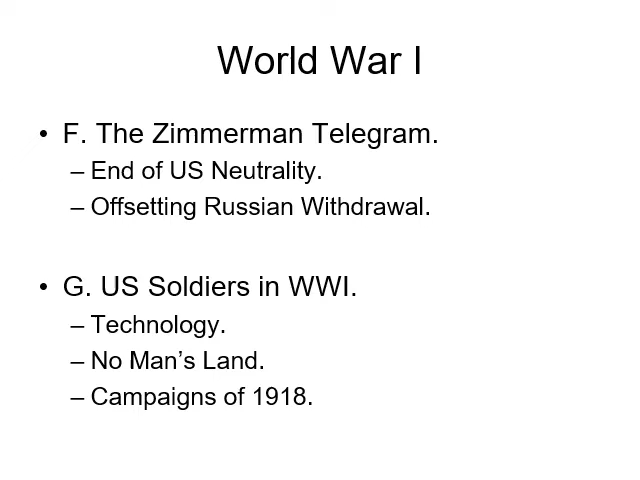 World War I
• F. The Zimmerman Telegram.
– End of US Neutrality.
– Offsetting Russian Withdrawal.
• G. US Soldiers in WWI.
– Technology.
– No Man’s Land.
– Campaigns of 1918.